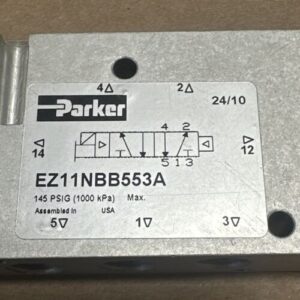 4△ 2△
24/10
Parker
4 2
14 12
5 1 3
EZ11NBB553A
145 PSIG (1000 kPa) Max.
Assembled in USA
5▽ 1▽ 3▽